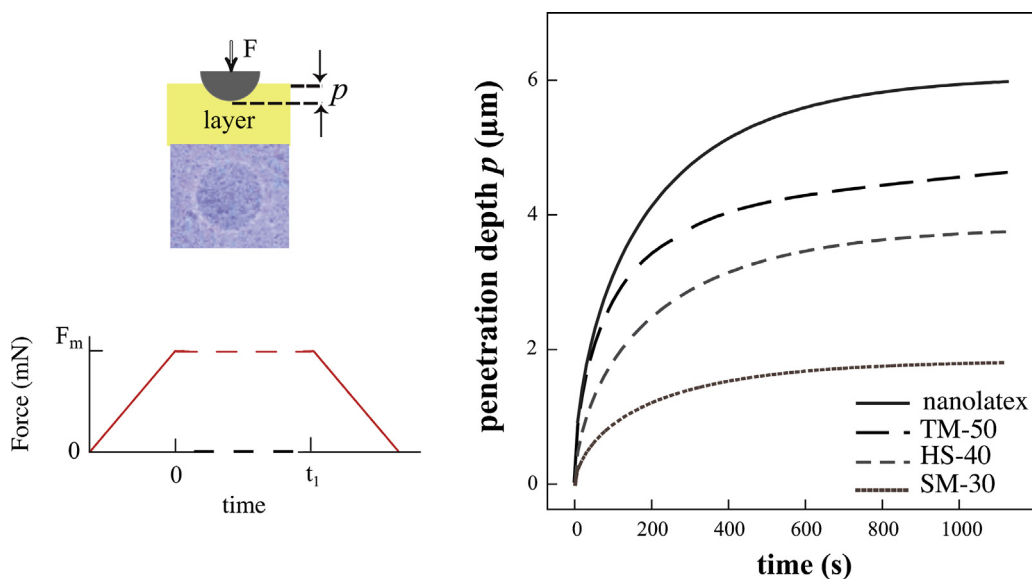 F
p
layer
F_m
Force (mN)
0
0
t_1
time
penetration depth p (μm)
6
4
2
0
nanolatex
TM-50
HS-40
SM-30
0
200
400
600
800
1000
time (s)